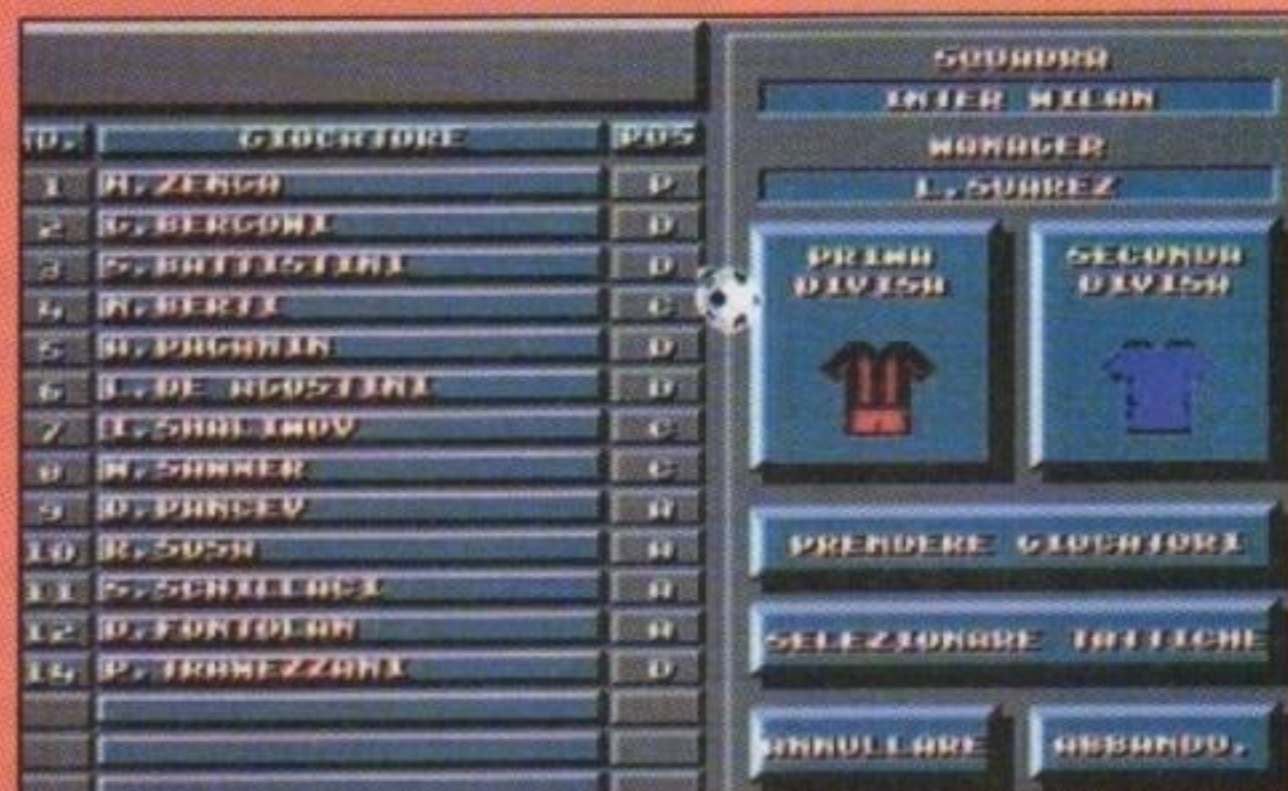 NO. GIOCATORE POS
1 W.ZENGA P
2 G.BERGOMI D
3 S.BATTISTINI D
4 N.BERTI C
5 A.PAGANIN D
6 L.DE AGOSTINI D
7 I.SHALIMOV C
8 M.SAMMER C
9 D.PANCEV A
10 R.SOSA A
11 S.SCHILLACI A
12 D.FONTOLAN A
14 P.TRAMEZZANI D
SQUADRA
INTER MILAN
MANAGER
L.SUAREZ
PRIMA
DIVISA
SECONDA
DIVISA
PRENDERE GIOCATORI
SELEZIONARE TATTICHE
ANNULLARE
ABBANDO.